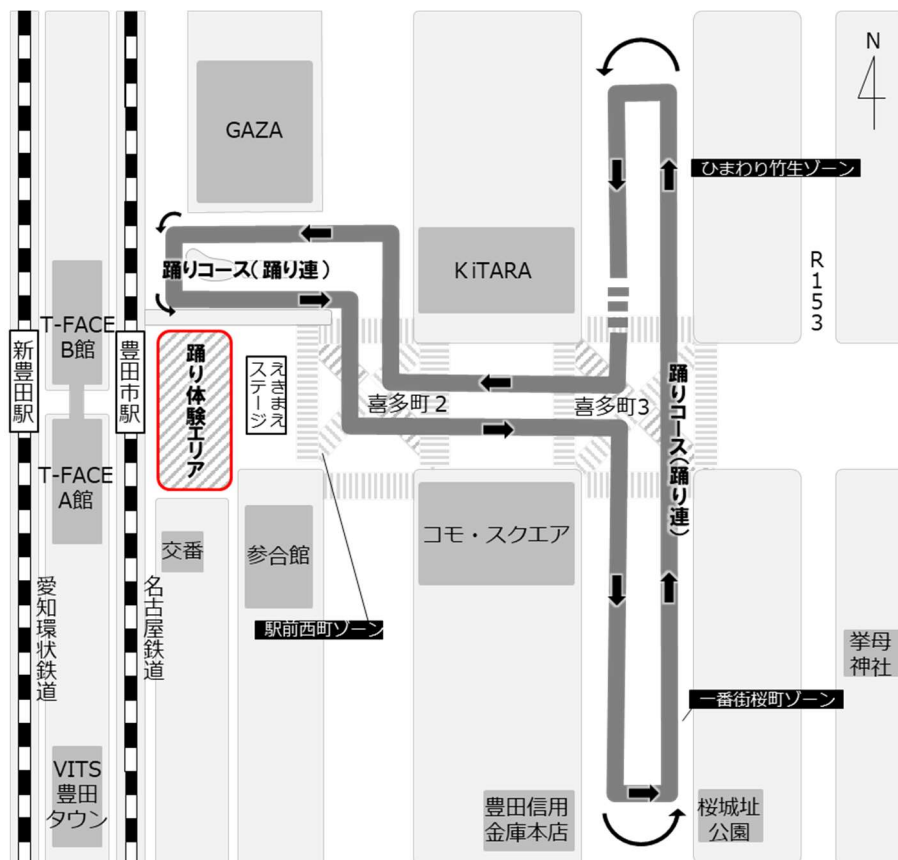 N
GAZA
ひまわり竹生ゾーン
KiTARA
踊りコース(踊り連)
R153
T-FACE
B館
新豊田駅
豊田市駅
踊り体験エリア
えきまえ
ステージ
喜多町2
喜多町3
踊りコース(踊り連)
T-FACE
A館
コモ・スクエア
交番
参合館
愛知環状鉄道
名古屋鉄道
駅前西町ゾーン
挙母
神社
一番街桜町ゾーン
VITS
豊田
タウン
豊田信用
金庫本店
桜城址
公園